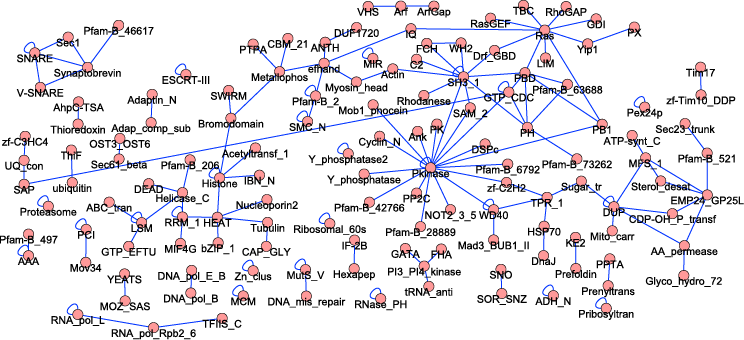 VHS
Arf
ArfGap
TBC
RhoGAP
RasGEF
GDI
Pfam-B_46617
DUF1720
IQ
Ras
PX
Sec1
CBM_21
PTPA
ANTH
FCH
WH2
Drf_GBD
Yip1
SNARE
MIR
C2
LIM
Synaptobrevin
Metallophos
efhand
Actin
PBD
Tim17
ESCRT-III
Myosin_head
SH3_1
Pfam-B_63688
V-SNARE
SWIRM
Pfam-B_2
Rhodanese
GTP_CDC
zf-Tim10_DDP
AhpC-TSA
Adaptin_N
Mob1_phocein
SAM_2
Pex24p
Thioredoxin
Adap_comp_sub
Bromodomain
SMC_N
PK
PH
PB1
Sec23_trunk
zf-C3HC4
OST3_OST6
Cyclin_N
Ank
ATP-synt_C
ThiF
Acetyltransf_1
DSPc
Pfam-B_521
UQ_con
Sec61_beta
Pfam-B_206
Y_phosphatase2
Pkinase
Pfam-B_6792
Pfam-B_73262
MFS_1
SAP
ubiquitin
DEAD
Histone
IBN_N
Y_phosphatase
zf-C2H2
Sugar_tr
Sterol_desat
Proteasome
Helicase_C
PP2C
TPR_1
EMP24_GP25L
ABC_tran
Nucleoporin2
Pfam-B_42766
NOT2_3_5
WD40
DUP
CDP-OH_P_transf
PCI
LSM
RRM_1
HEAT
Tubulin
Ribosomal_60s
Pfam-B_28889
HSP70
Mito_carr
Pfam-B_497
GTP_EFTU
MIF4G
bZIP_1
CAP_GLY
IF-2B
GATA
FHA
Mad3_BUB1_II
KE2
AA_permease
AAA
Mov34
DhaJ
Prefoldin
YEATS
DNA_pol_E_B
Zn_clus
MutS_V
Hexapep
PI3_PI4_kinase
SNO
PPTA
Glyco_hydro_72
MOZ_SAS
DNA_pol_B
MCM
DNA_mis_repair
RNase_PH
tRNA_anti
SOR_SNZ
ADH_N
Prenyltrans
RNA_pol_L
TFIIS_C
Pribosyltran
RNA_pol_Rpb2_6